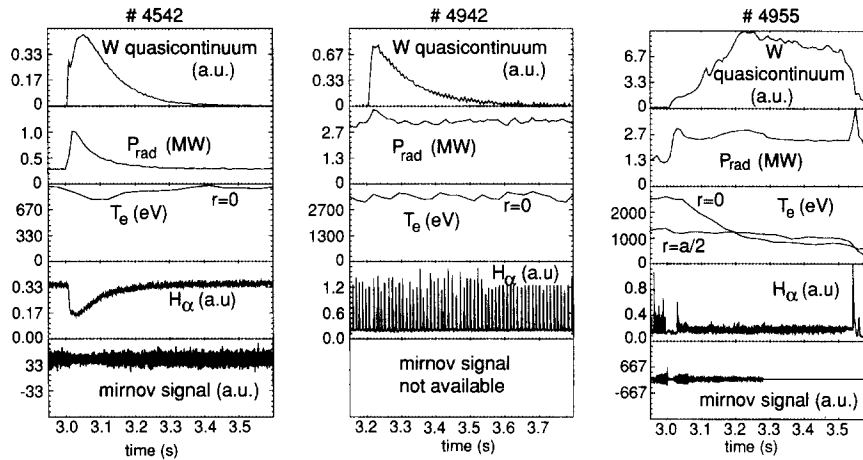 # 4542
0.33
0.17
0
W quasicontinuum
(a.u.)
1.0
0.5
0
P_rad (MW)
670
330
0
T_e (eV)
r=0
0.33
0.17
0.00
H_α (a.u)
33
-33
mirnov signal (a.u.)
3.0 3.1 3.2 3.3 3.4 3.5
time (s)
# 4942
0.67
0.33
0
W quasicontinuum
(a.u.)
2.7
1.3
0
P_rad (MW)
2700
1300
0
T_e (eV)
r=0
1.2
0.6
0.0
H_α (a.u)
mirnov signal
not available
3.2 3.3 3.4 3.5 3.6 3.7
time (s)
# 4955
6.7
3.3
0
W
quasicontinuum
(a.u.)
2.7
1.3
0
P_rad (MW)
2000
1000
0
r=0
T_e (eV)
r=a/2
0.8
0.4
0.0
H_α (a.u)
667
-667
mirnov signal (a.u.)
3.0 3.1 3.2 3.3 3.4 3.5
time (s)